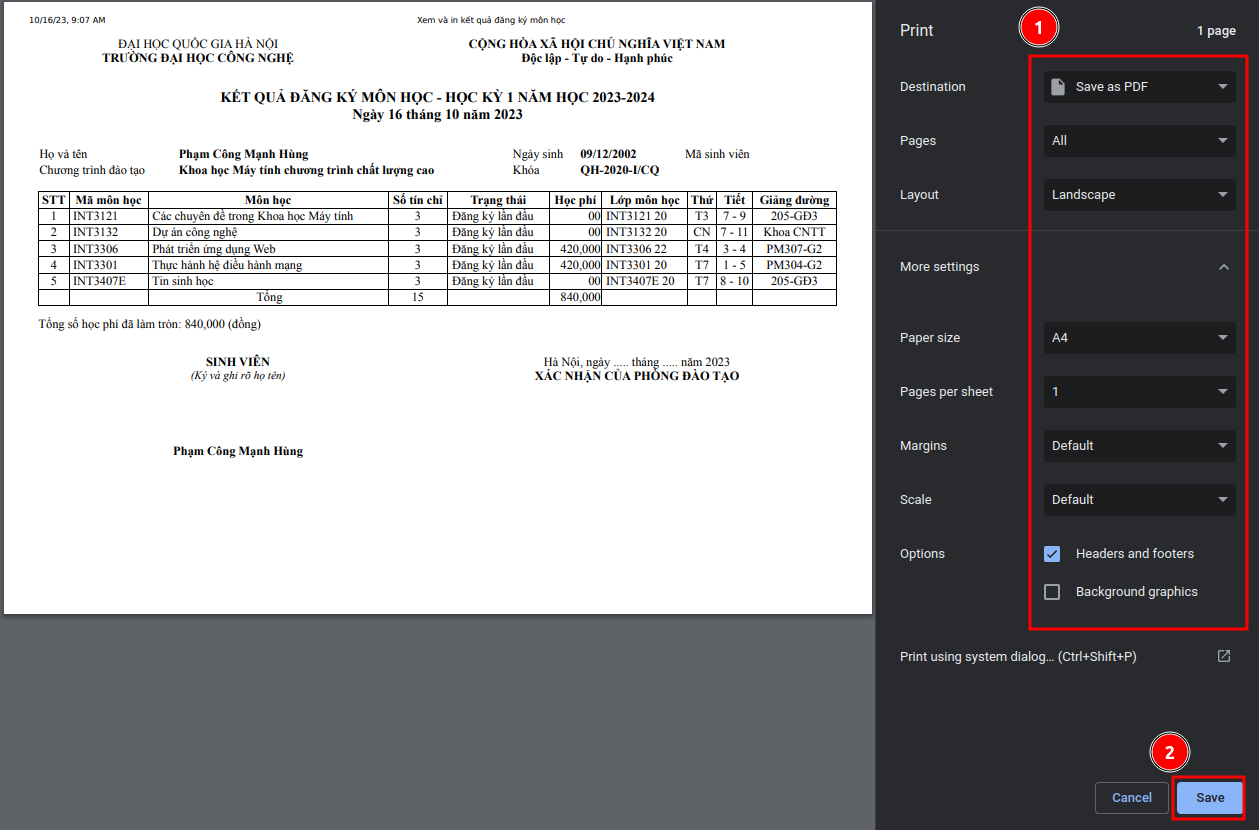 10/16/23, 9:07 AM Xem và in kết quả đăng ký môn học
ĐẠI HỌC QUỐC GIA HÀ NỘI CỘNG HÒA XÃ HỘI CHỦ NGHĨA VIỆT NAM
TRƯỜNG ĐẠI HỌC CÔNG NGHỆ Độc lập - Tự do - Hạnh phúc
KẾT QUẢ ĐĂNG KÝ MÔN HỌC - HỌC KỲ 1 NĂM HỌC 2023-2024
Ngày 16 tháng 10 năm 2023
Họ và tên Phạm Công Mạnh Hùng Ngày sinh 09/12/2002 Mã sinh viên
Chương trình đào tạo Khoa học Máy tính chương trình chất lượng cao Khóa QH-2020-I/CQ
STT Mã môn học Môn học Số tín chỉ Trạng thái Học phí Lớp môn học Thứ Tiết Giảng đường
1 INT3121 Các chuyên đề trong Khoa học Máy tính 3 Đăng ký lần đầu 00 INT3121 20 T3 7 - 9 205-GĐ3
2 INT3132 Dự án công nghệ 3 Đăng ký lần đầu 00 INT3132 20 CN 7 - 11 Khoa CNTT
3 INT3306 Phát triển ứng dụng Web 3 Đăng ký lần đầu 420,000 INT3306 22 T4 3 - 4 PM307-G2
4 INT3301 Thực hành hệ điều hành mạng 3 Đăng ký lần đầu 420,000 INT3301 20 T7 1 - 5 PM304-G2
5 INT3407E Tin sinh học 3 Đăng ký lần đầu 00 INT3407E 20 T7 8 - 10 205-GĐ3
Tổng 15 840,000
Tổng số học phí đã làm tròn: 840,000 (đồng)
SINH VIÊN Hà Nội, ngày ..... tháng ..... năm 2023
(Ký và ghi rõ họ tên) XÁC NHẬN CỦA PHÒNG ĐÀO TẠO
Phạm Công Mạnh Hùng
Print 1 1 page
Destination Save as PDF
Pages All
Layout Landscape
More settings
Paper size A4
Pages per sheet 1
Margins Default
Scale Default
Options Headers and footers
Background graphics
Print using system dialog... (Ctrl+Shift+P)
2
Cancel Save